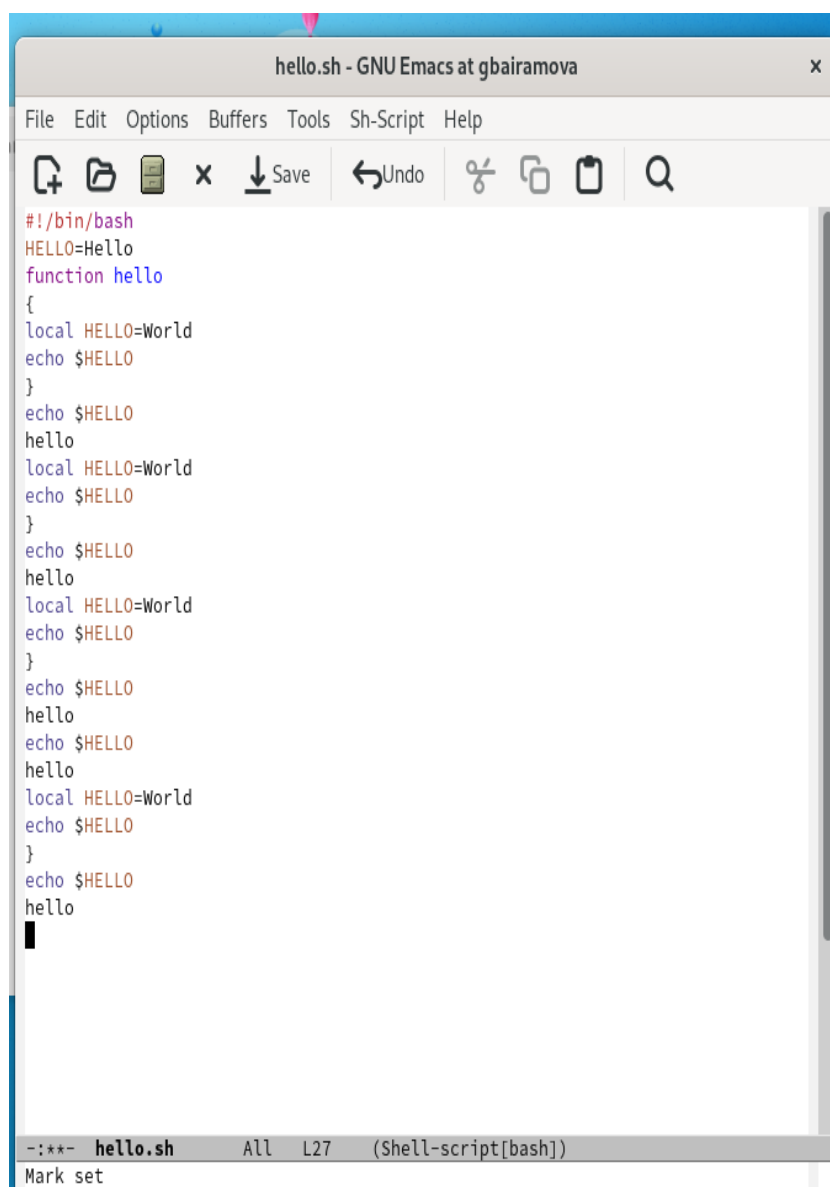 hello.sh - GNU Emacs at gbairamova ×
File Edit Options Buffers Tools Sh-Script Help
Save Undo
#!/bin/bash
HELLO=Hello
function hello
{
local HELLO=World
echo $HELLO
}
echo $HELLO
hello
local HELLO=World
echo $HELLO
}
echo $HELLO
hello
local HELLO=World
echo $HELLO
}
echo $HELLO
hello
echo $HELLO
hello
local HELLO=World
echo $HELLO
}
echo $HELLO
hello
-:**- hello.sh All L27 (Shell-script[bash])
Mark set